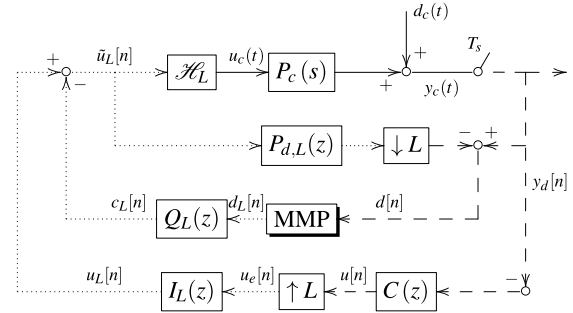 d_c(t)
+ ũ_L[n] u_c(t) + T_s
ℋ_L P_c(s)
− + y_c(t)
− +
P_{d,L}(z) ↓L
y_d[n]
c_L[n] d_L[n] d[n]
Q_L(z) MMP
u_L[n] u_e[n] u[n] −
I_L(z) ↑L C(z)